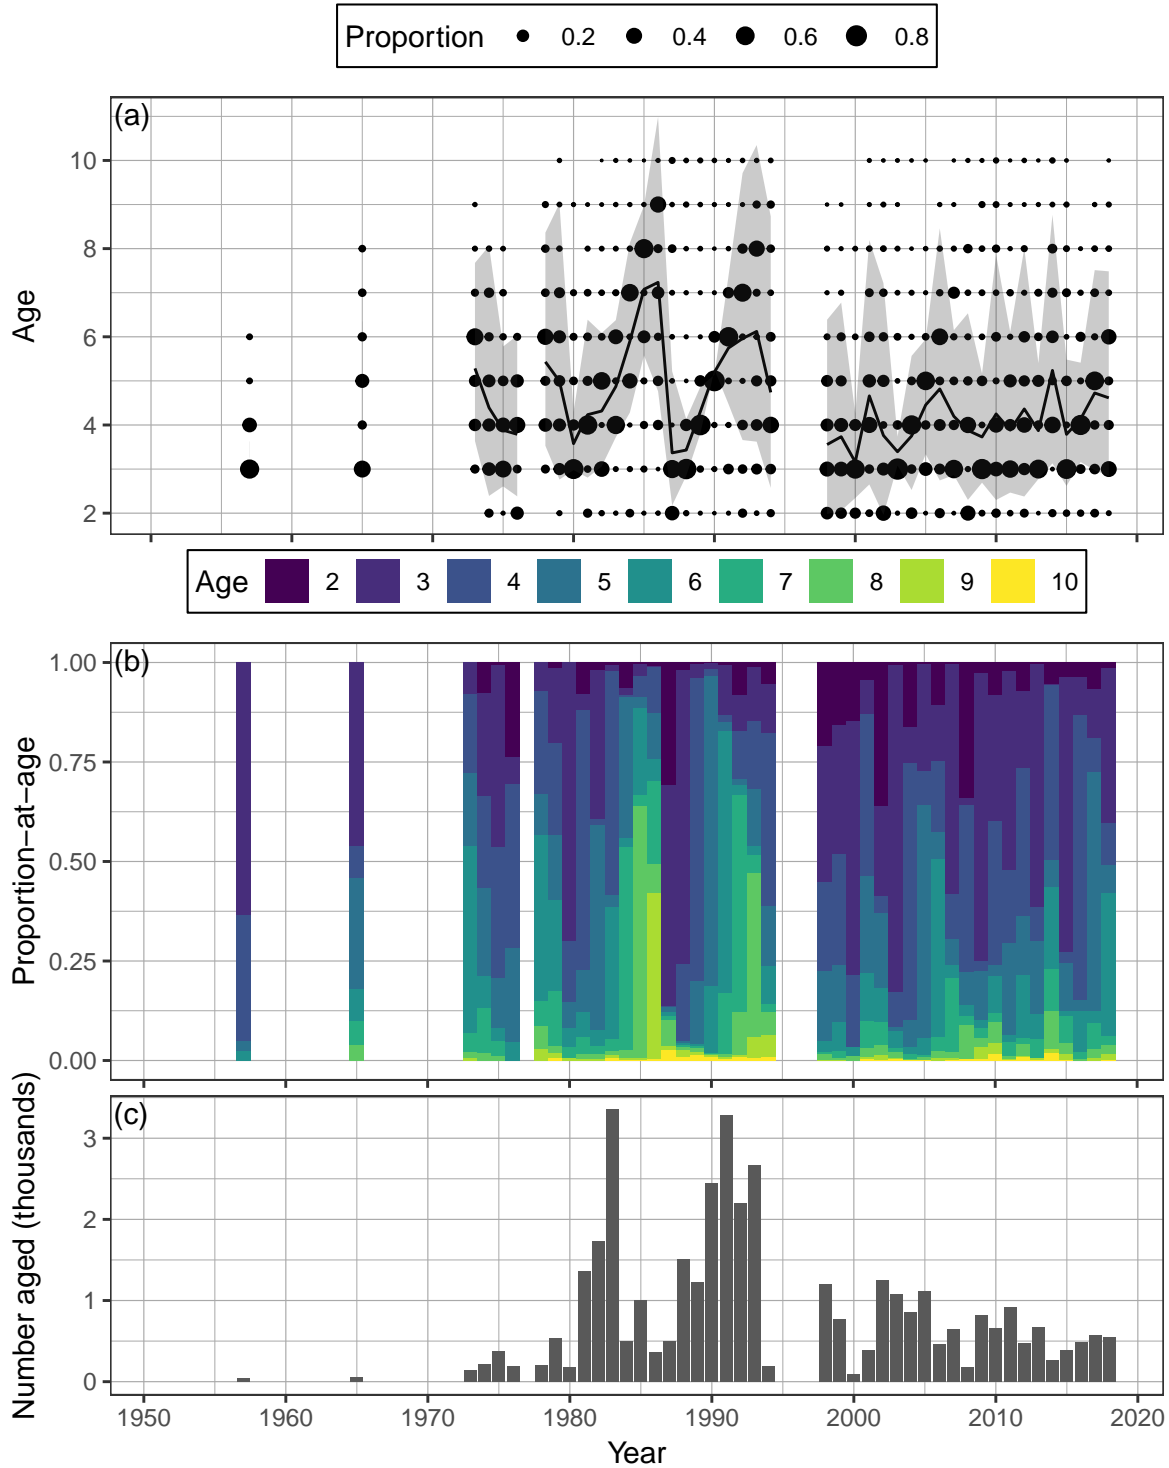 Proportion 0.2 0.4 0.6 0.8
(a)
Age
10
8
6
4
2
Age 2 3 4 5 6 7 8 9 10
(b)
Proportion-at-age
1.00
0.75
0.50
0.25
0.00
(c)
Number aged (thousands)
3
2
1
0
1950 1960 1970 1980 1990 2000 2010 2020
Year